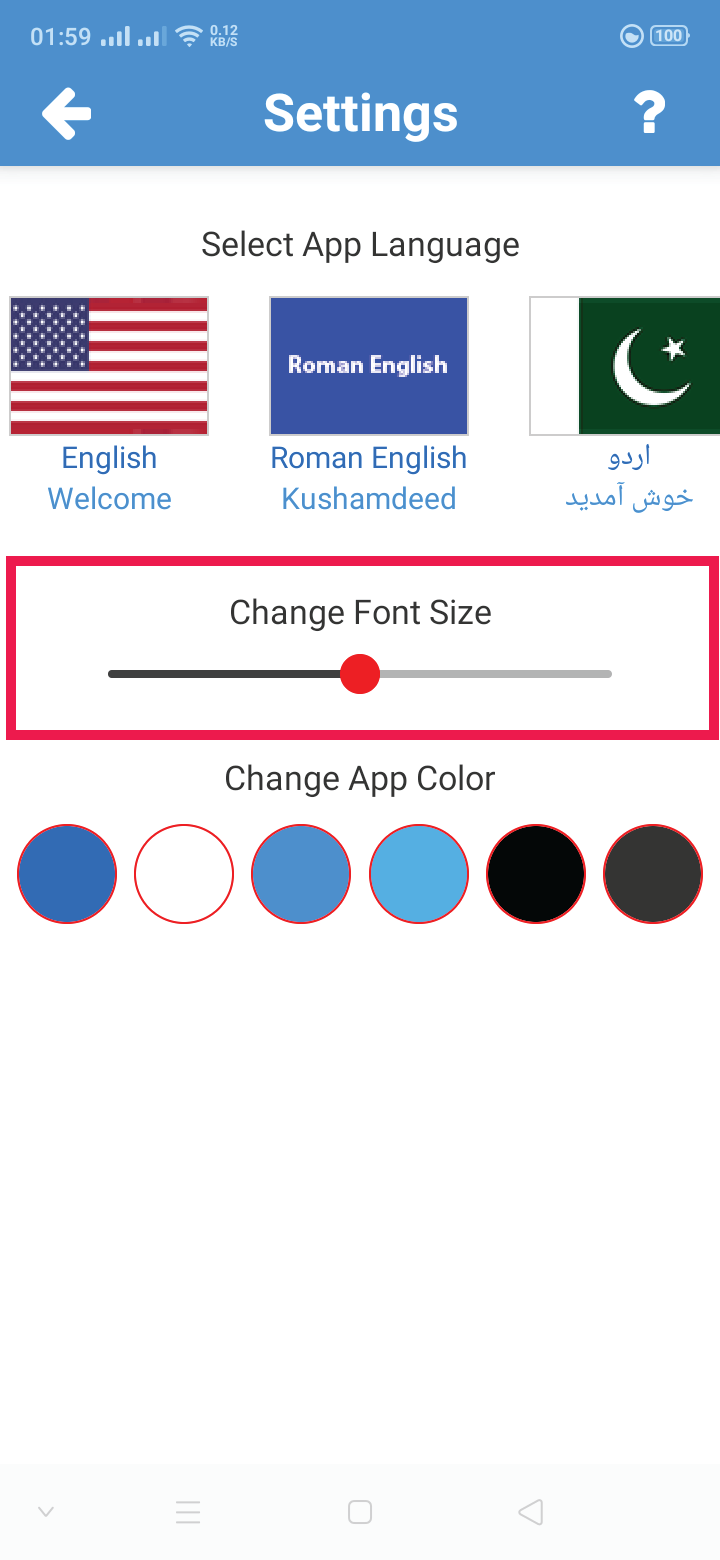 01:59
0.12
KB/S
100
Settings
?
Select App Language
Roman English
English
Roman English
اردو
Welcome
Kushamdeed
خوش آمدید
Change Font Size
Change App Color